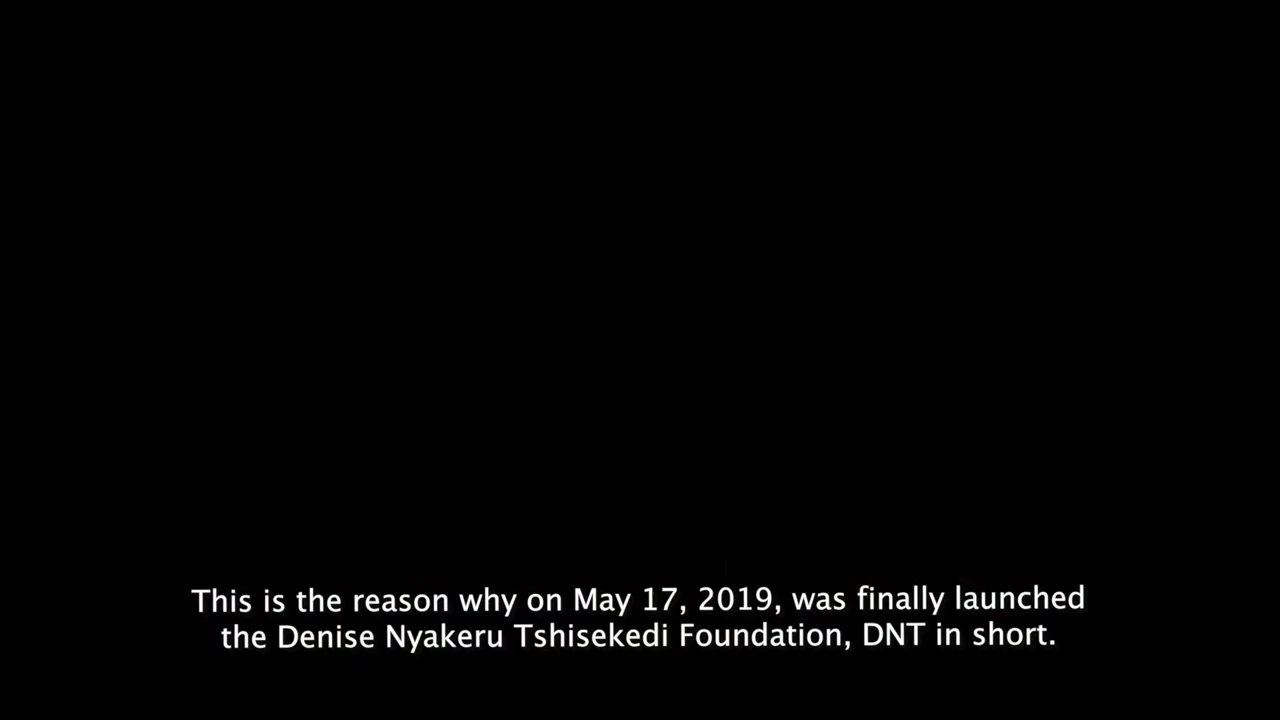 This is the reason why on May 17, 2019, was finally launched
the Denise Nyakeru Tshisekedi Foundation, DNT in short.